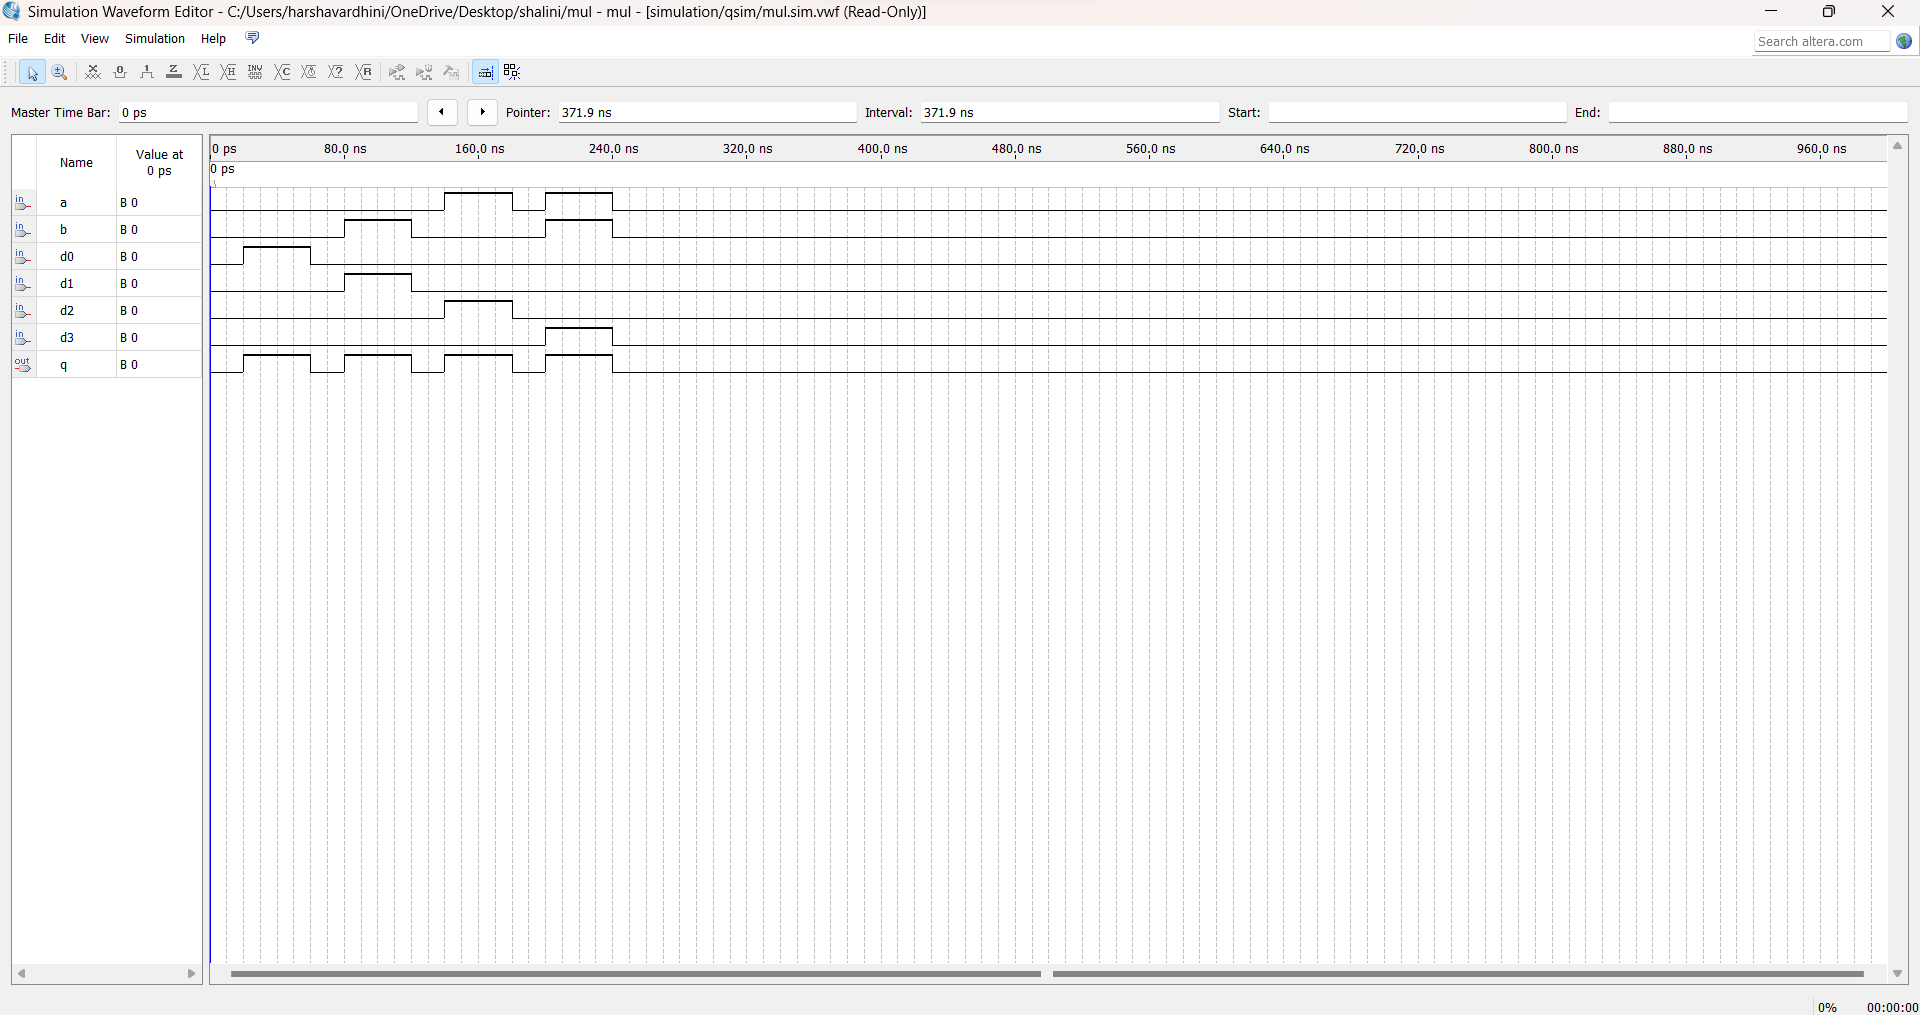 Simulation Waveform Editor - C:/Users/harshavardhini/OneDrive/Desktop/shalini/mul - mul - [simulation/qsim/mul.sim.vwf (Read-Only)]
File Edit View Simulation Help
Search altera.com
Master Time Bar: 0 ps Pointer: 371.9 ns Interval: 371.9 ns Start: End:
Name Value at 0 ps
0 ps 80.0 ns 160.0 ns 240.0 ns 320.0 ns 400.0 ns 480.0 ns 560.0 ns 640.0 ns 720.0 ns 800.0 ns 880.0 ns 960.0 ns
0 ps
in a B 0
in b B 0
in d0 B 0
in d1 B 0
in d2 B 0
in d3 B 0
out q B 0
0% 00:00:00